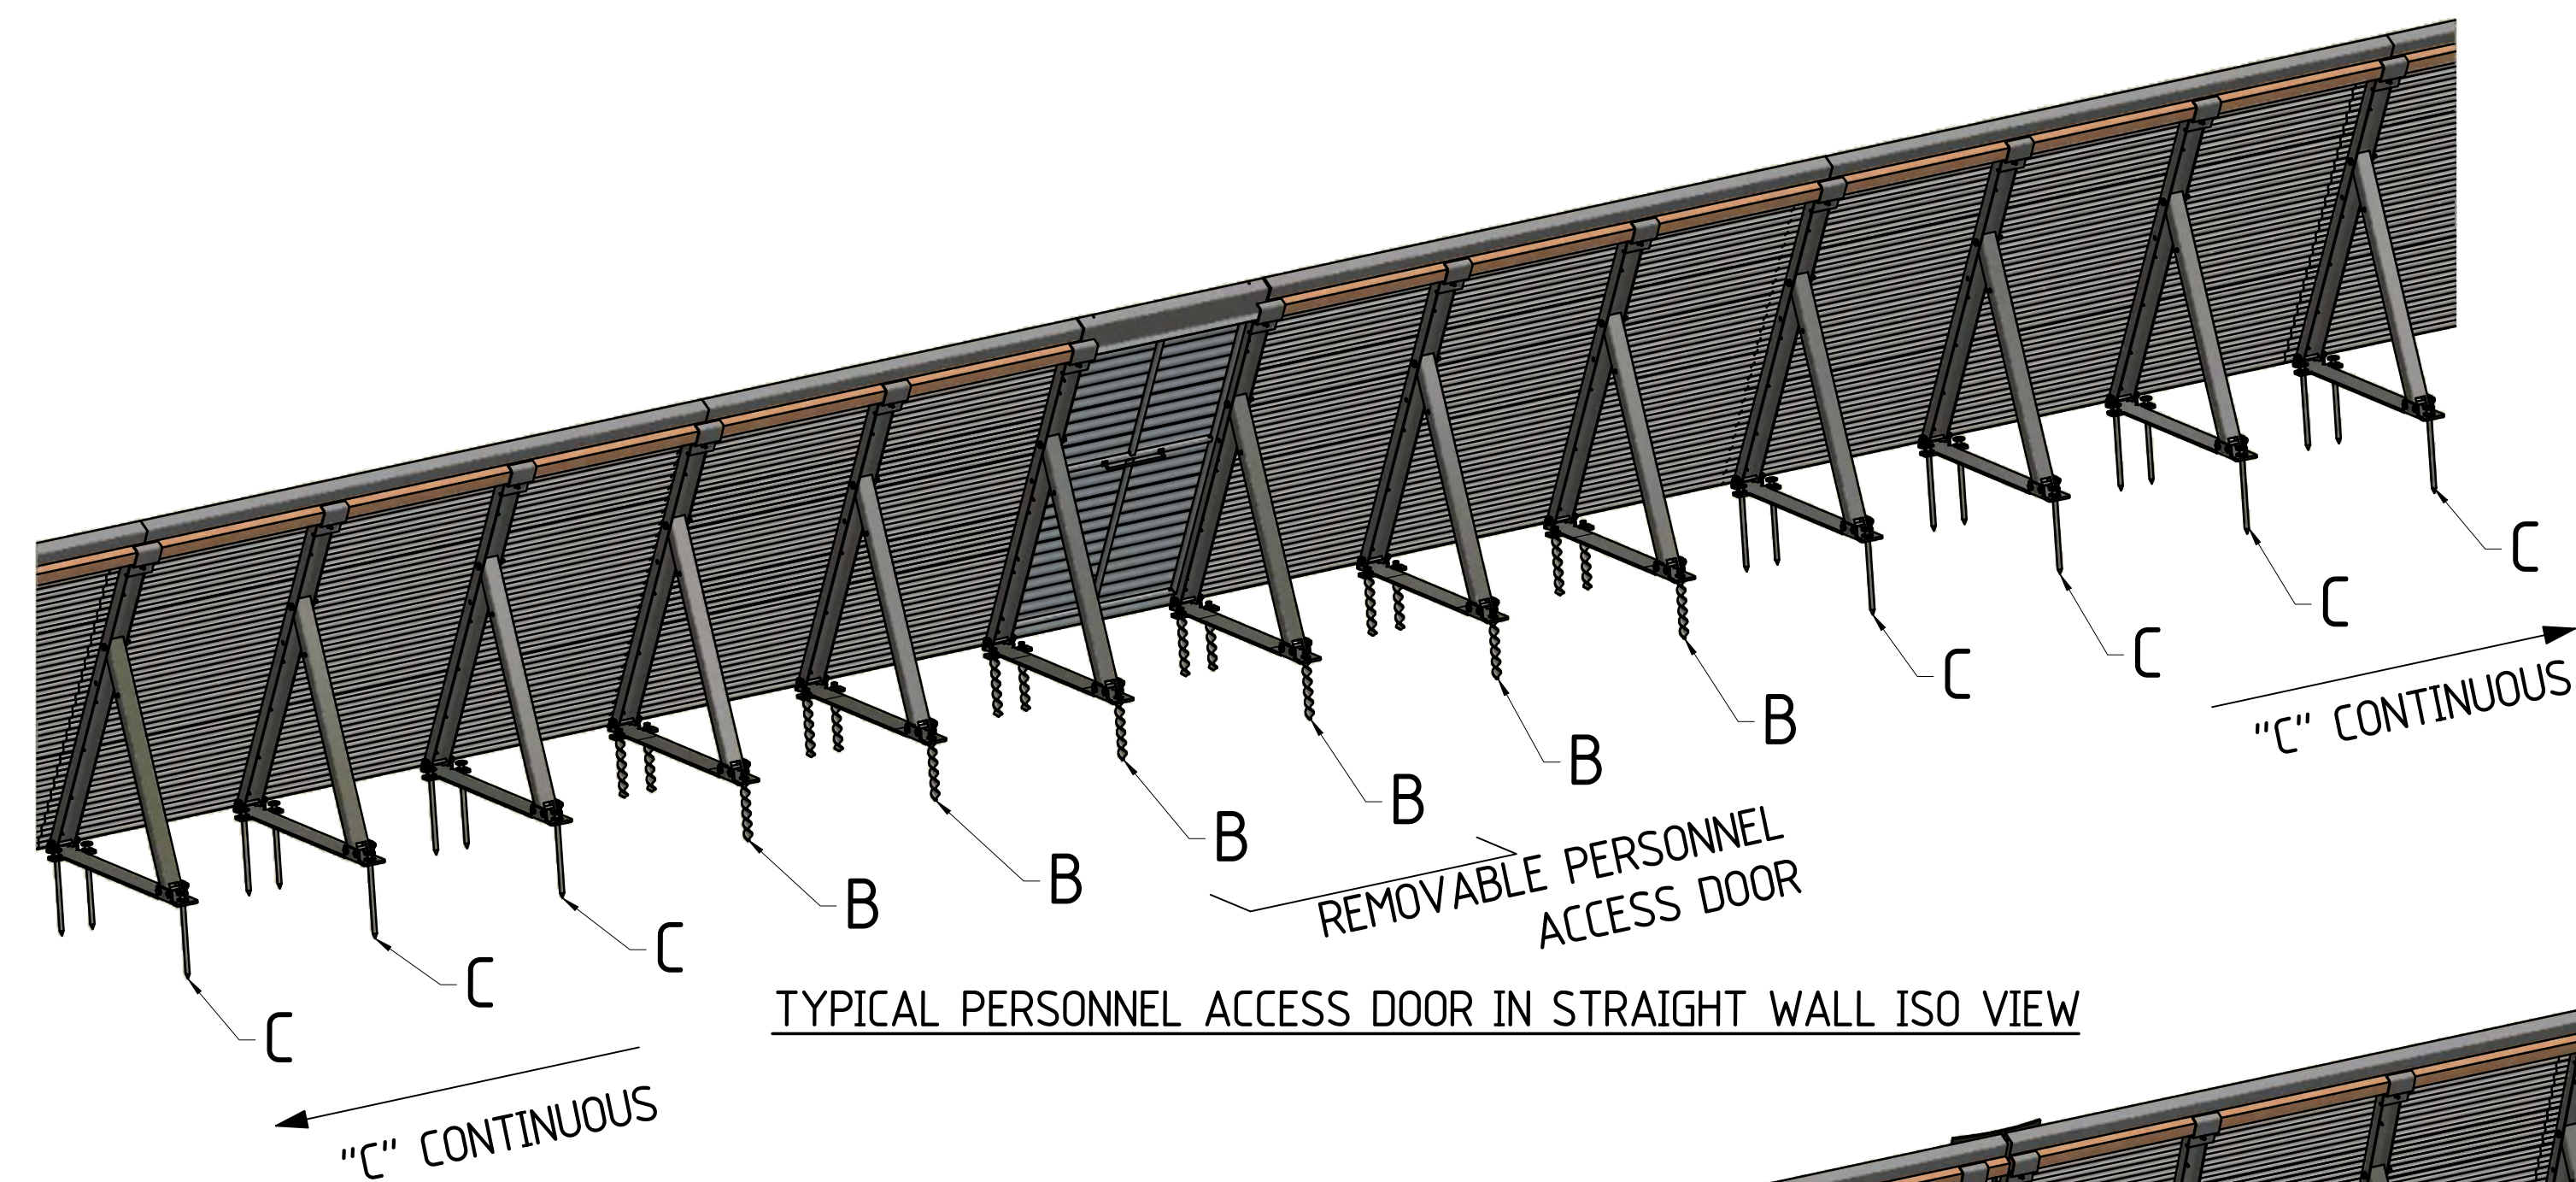 C
C
C
C
"C" CONTINUOUS
B
B
B
B
B
B
REMOVABLE PERSONNEL
ACCESS DOOR
C
C
C
TYPICAL PERSONNEL ACCESS DOOR IN STRAIGHT WALL ISO VIEW
"C" CONTINUOUS